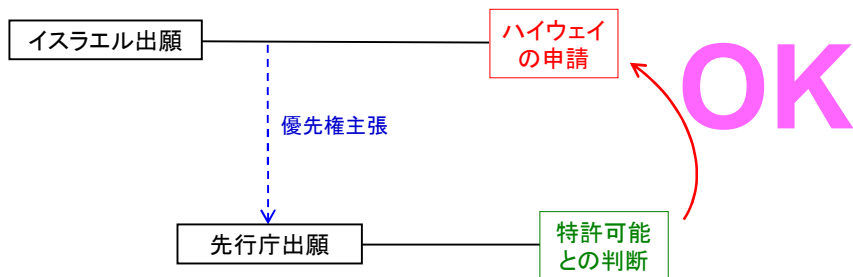 イスラエル出願
ハイウェイ
の申請
OK
優先権主張
先行庁出願
特許可能
との判断